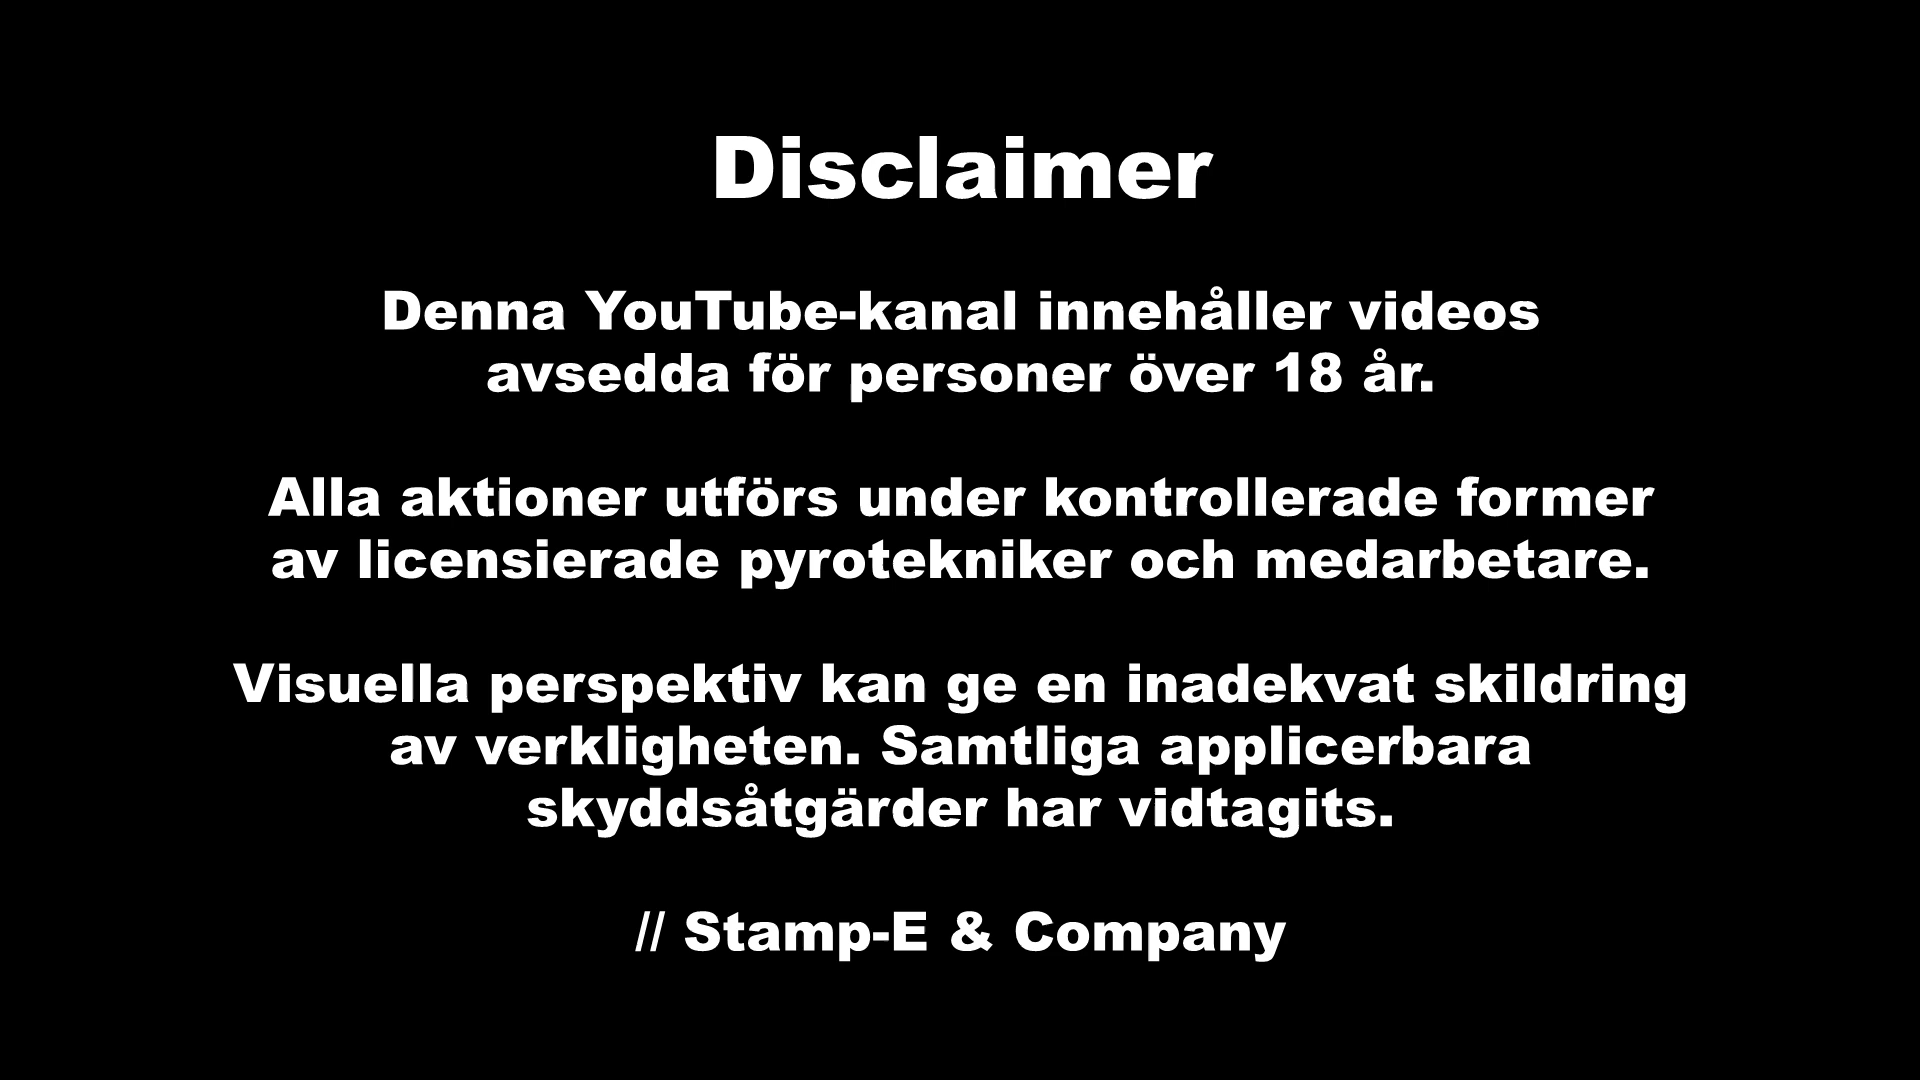 Disclaimer
Denna YouTube-kanal innehåller videos
avsedda för personer över 18 år.
Alla aktioner utförs under kontrollerade former
av licensierade pyrotekniker och medarbetare.
Visuella perspektiv kan ge en inadekvat skildring
av verkligheten. Samtliga applicerbara
skyddsåtgärder har vidtagits.
// Stamp-E & Company